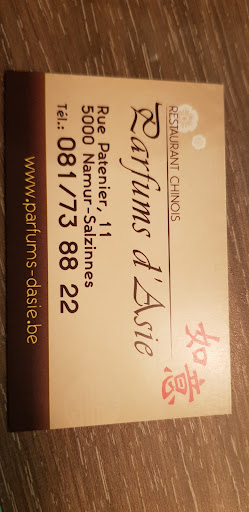 RESTAURANT CHINOIS
Parfums d'Asie
如意
Rue Patenier, 11
5000 Namur-Salzinnes
Tél.: 081/73 88 22
www.parfums-dasie.be